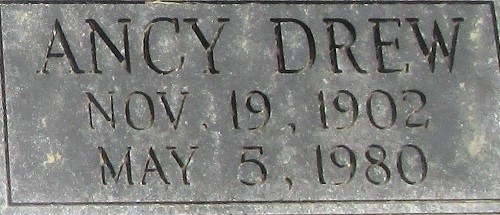 ANCY DREW
NOV. 19, 1902
MAY 5, 1980